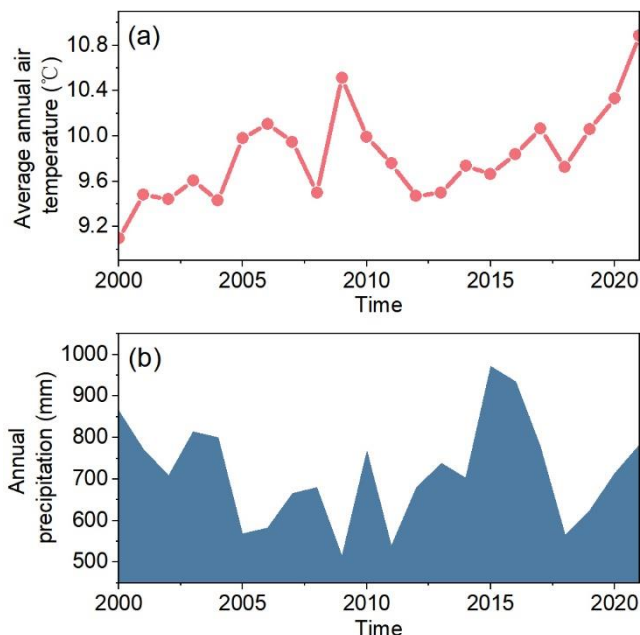 (a)
Average annual air
temperature (℃)
10.8
10.4
10.0
9.6
9.2
2000 2005 2010 2015 2020
Time
(b)
Annual
precipitation (mm)
1000
900
800
700
600
500
2000 2005 2010 2015 2020
Time